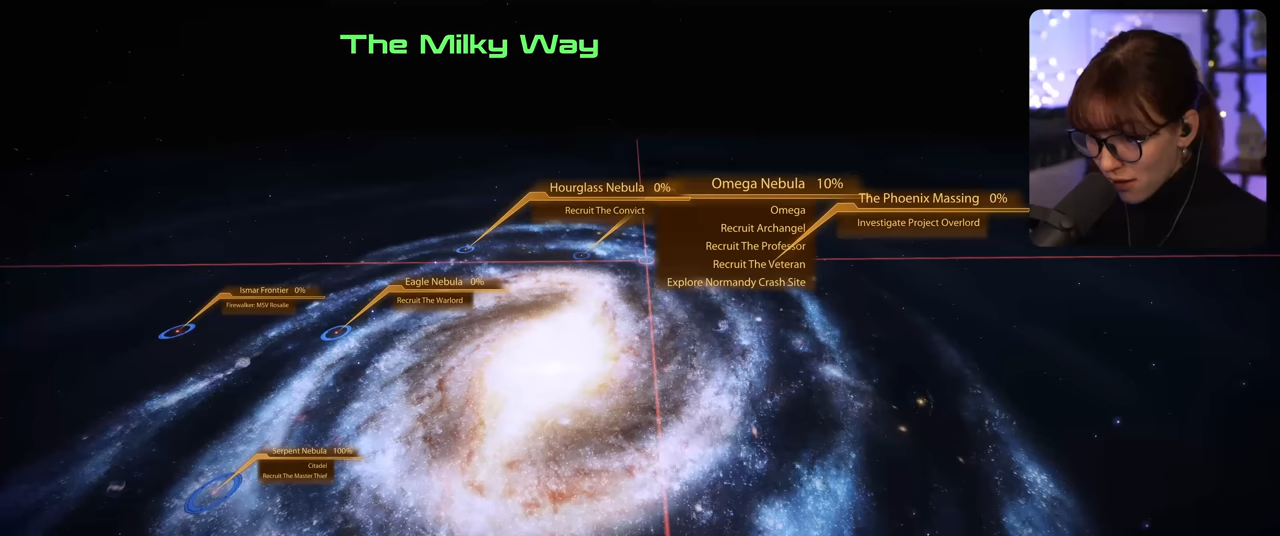 The Milky Way
Hourglass Nebula 0%
Recruit The Convict
Omega Nebula 10%
Omega
Recruit Archangel
Recruit The Professor
Recruit The Veteran
Explore Normandy Crash Site
The Phoenix Massing 0%
Investigate Project Overlord
Ismar Frontier 0%
Firewalker: MSV Rosalie
Eagle Nebula 0%
Recruit The Warlord
Serpent Nebula 100%
Citadel
Recruit The Master Thief